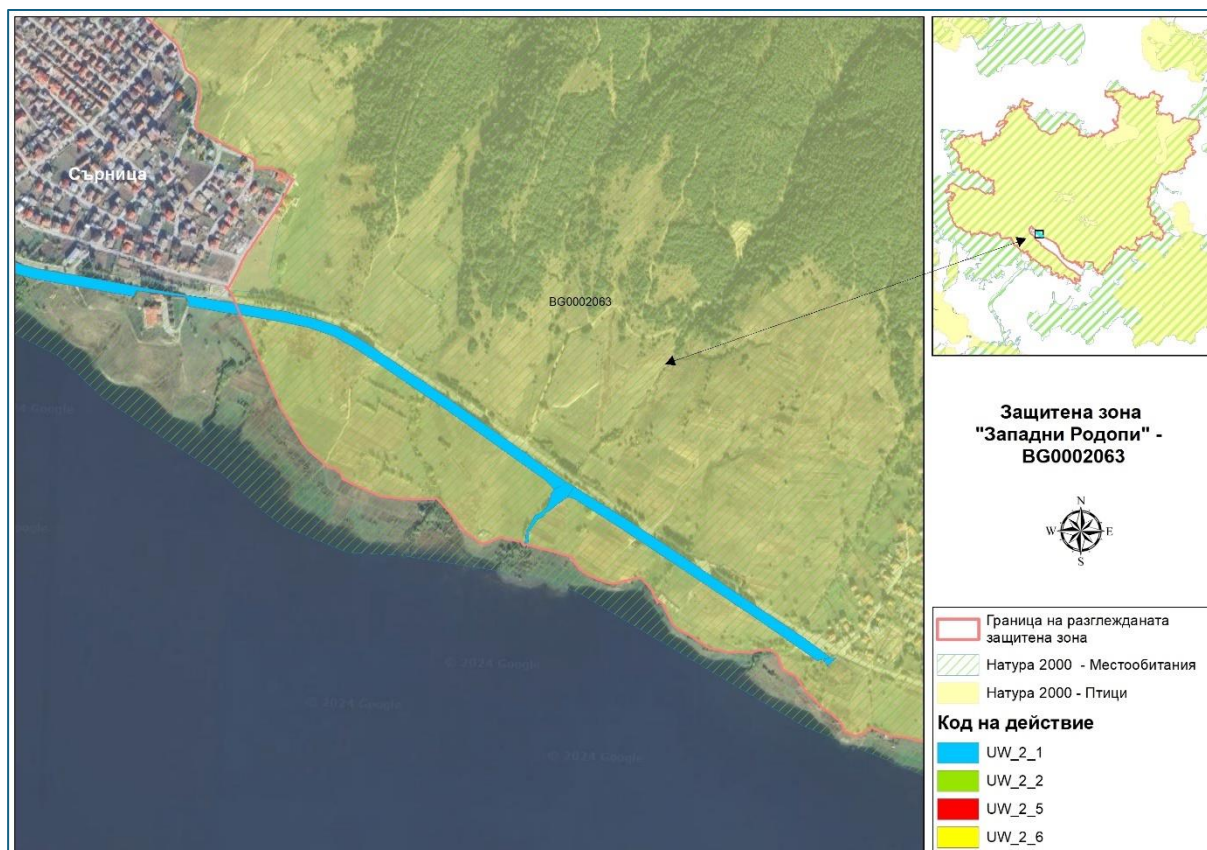 Сърница
BG0002063
© 2024 Google
© 2024 Google
© 2024 Google
Защитена зона
"Западни Родопи" -
BG0002063
N
W
E
S
Граница на разглежданата
защитена зона
Натура 2000 - Местообитания
Натура 2000 - Птици
Код на действие
UW_2_1
UW_2_2
UW_2_5
UW_2_6